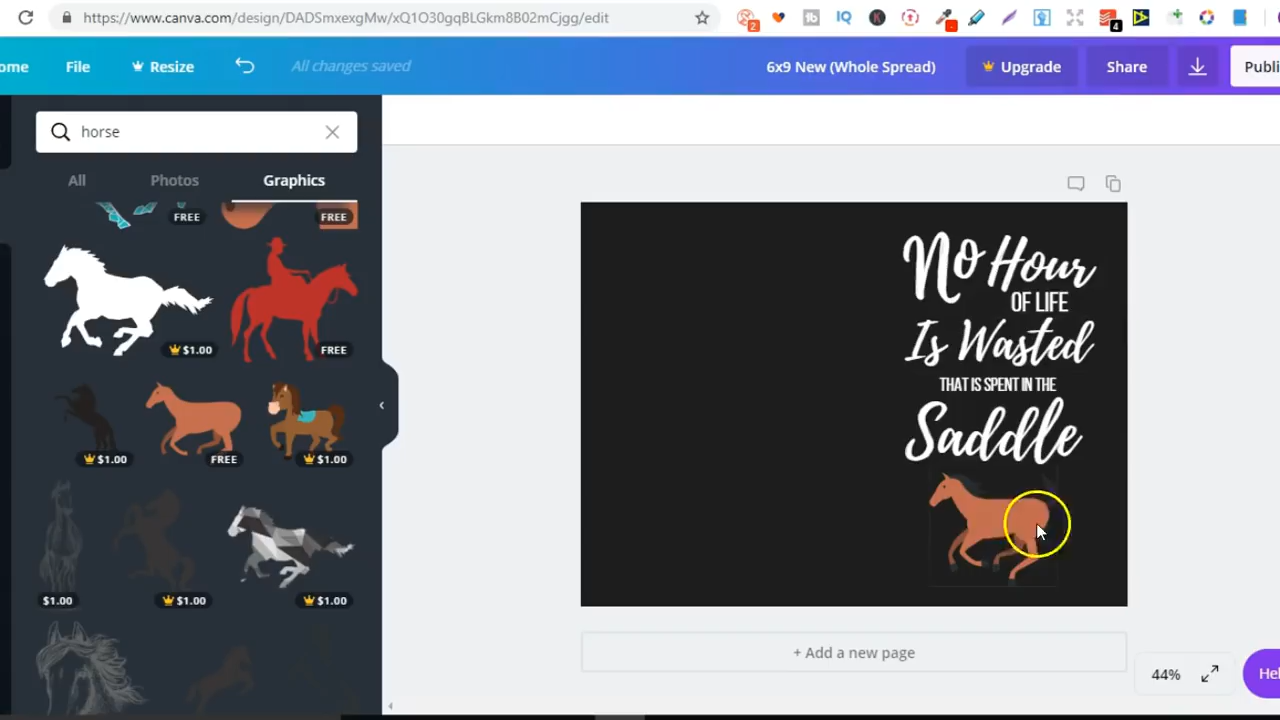 https://www.canva.com/design/DADSmxexgMw/xQ1O30gqBLGkm8B02mCjgg/edit
2
IQ
4
ome
File
Resize
All changes saved
6x9 New (Whole Spread)
Upgrade
Share
Publi
horse
All
Photos
Graphics
FREE
FREE
$1.00
FREE
$1.00
FREE
$1.00
$1.00
$1.00
$1.00
No Hour
OF LIFE
Is Wasted
THAT IS SPENT IN THE
Saddle
+ Add a new page
44%
Hel